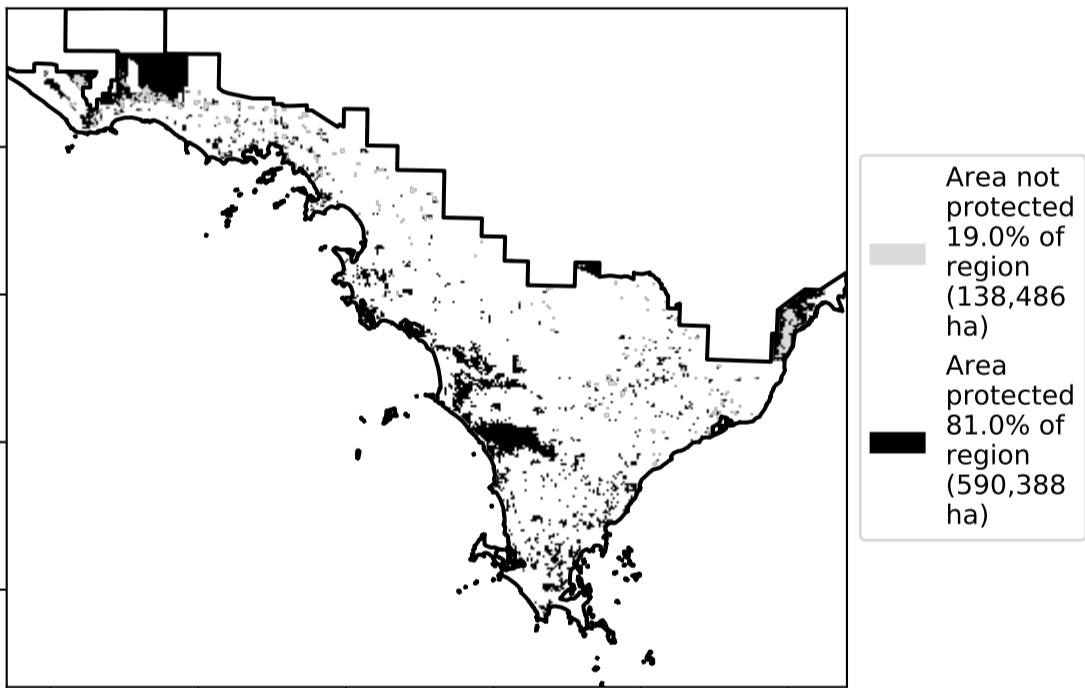 Area not
protected
19.0% of
region
(138,486
ha)
Area
protected
81.0% of
region
(590,388
ha)